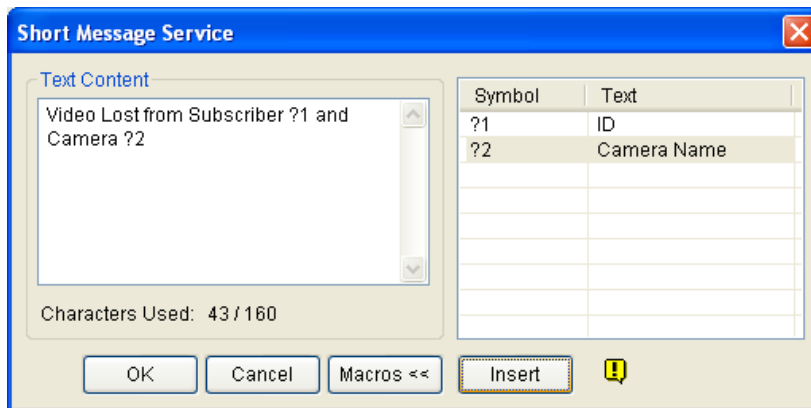 Short Message Service
Text Content
Video Lost from Subscriber ?1 and
Camera ?2
Characters Used: 43 / 160
Symbol Text
?1 ID
?2 Camera Name
OK Cancel Macros << Insert